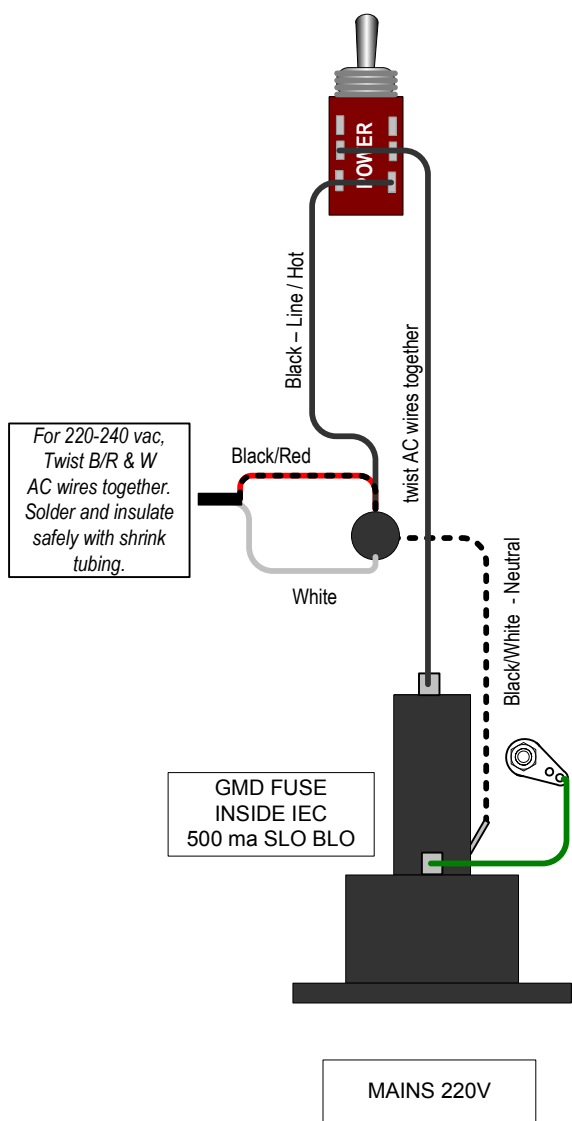 POWER
Black – Line / Hot
twist AC wires together
For 220-240 vac,
Twist B/R & W
AC wires together.
Solder and insulate
safely with shrink
tubing.
Black/Red
White
Black/White - Neutral
GMD FUSE
INSIDE IEC
500 ma SLO BLO
MAINS 220V